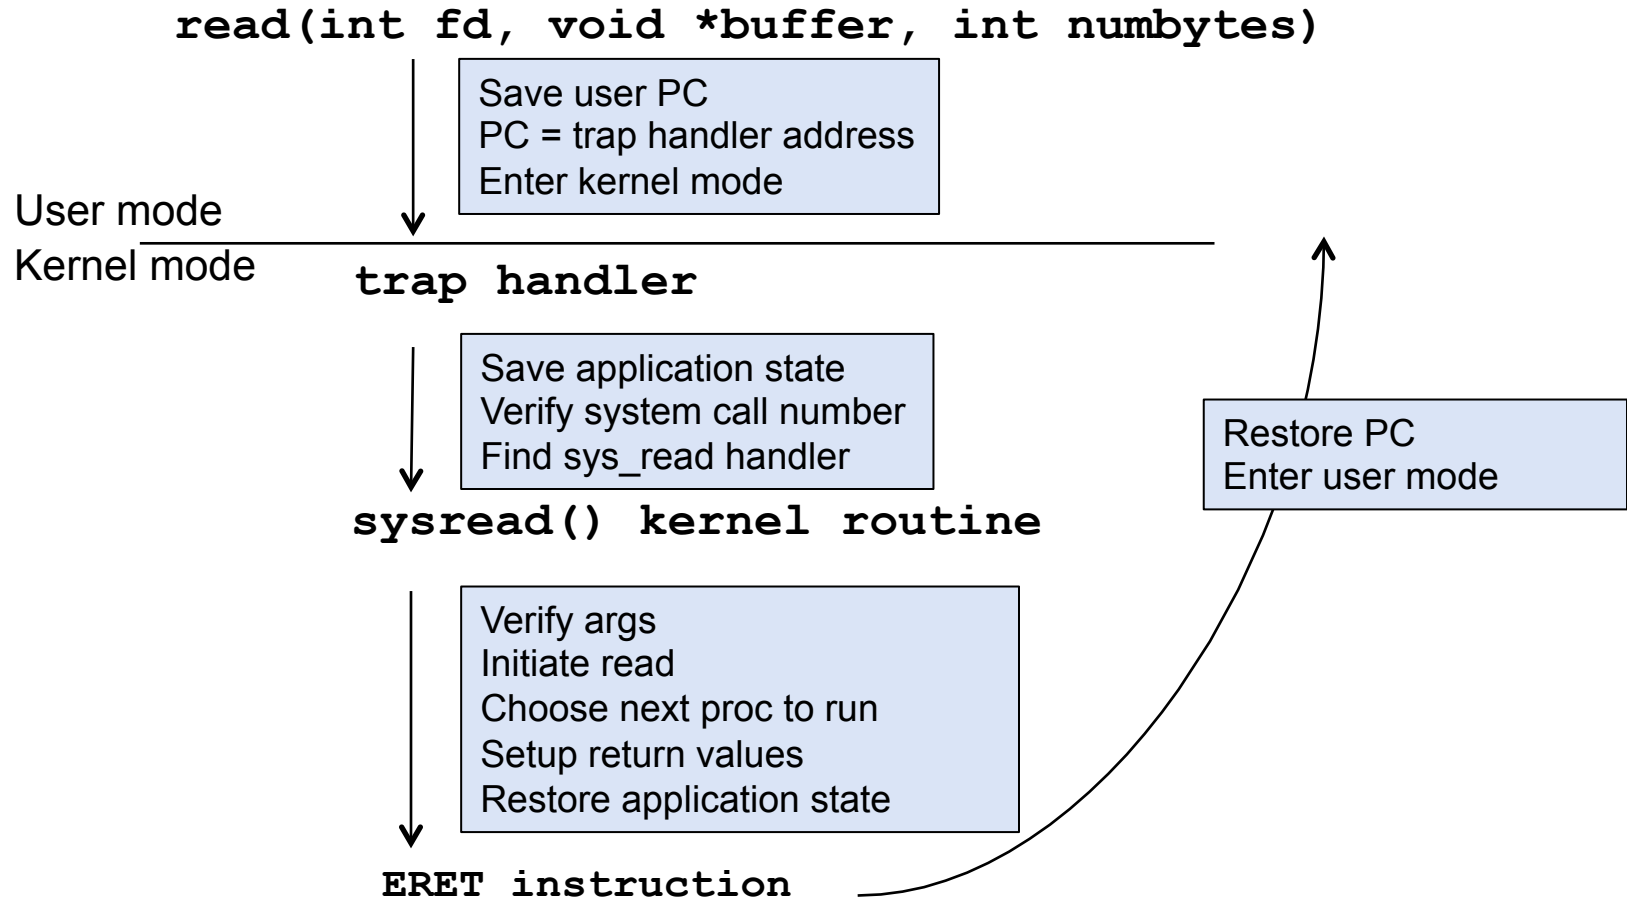 read(int fd, void *buffer, int numbytes)
Save user PC
PC = trap handler address
Enter kernel mode
User mode
Kernel mode
trap handler
Save application state
Verify system call number
Find sys_read handler
Restore PC
Enter user mode
sysread() kernel routine
Verify args
Initiate read
Choose next proc to run
Setup return values
Restore application state
ERET instruction